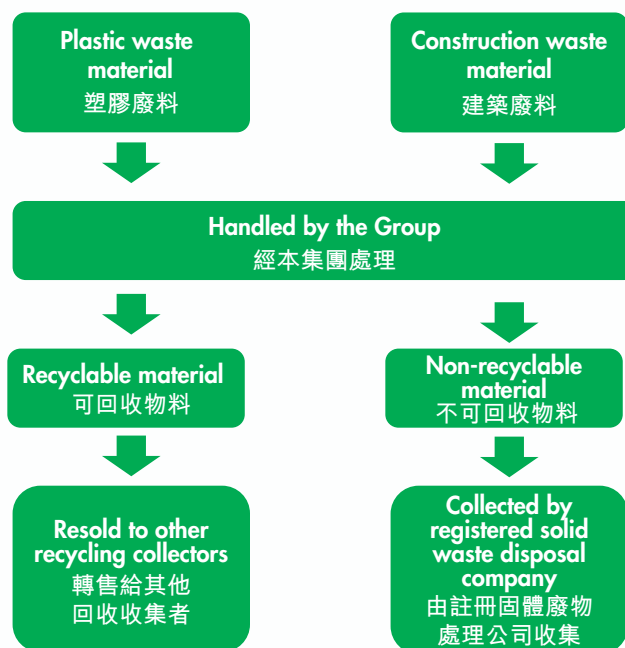 Plastic waste
material
塑膠廢料
Construction waste
material
建築廢料
Handled by the Group
經本集團處理
Recyclable material
可回收物料
Non-recyclable
material
不可回收物料
Resold to other
recycling collectors
轉售給其他
回收收集者
Collected by
registered solid
waste disposal
company
由註冊固體廢物
處理公司收集